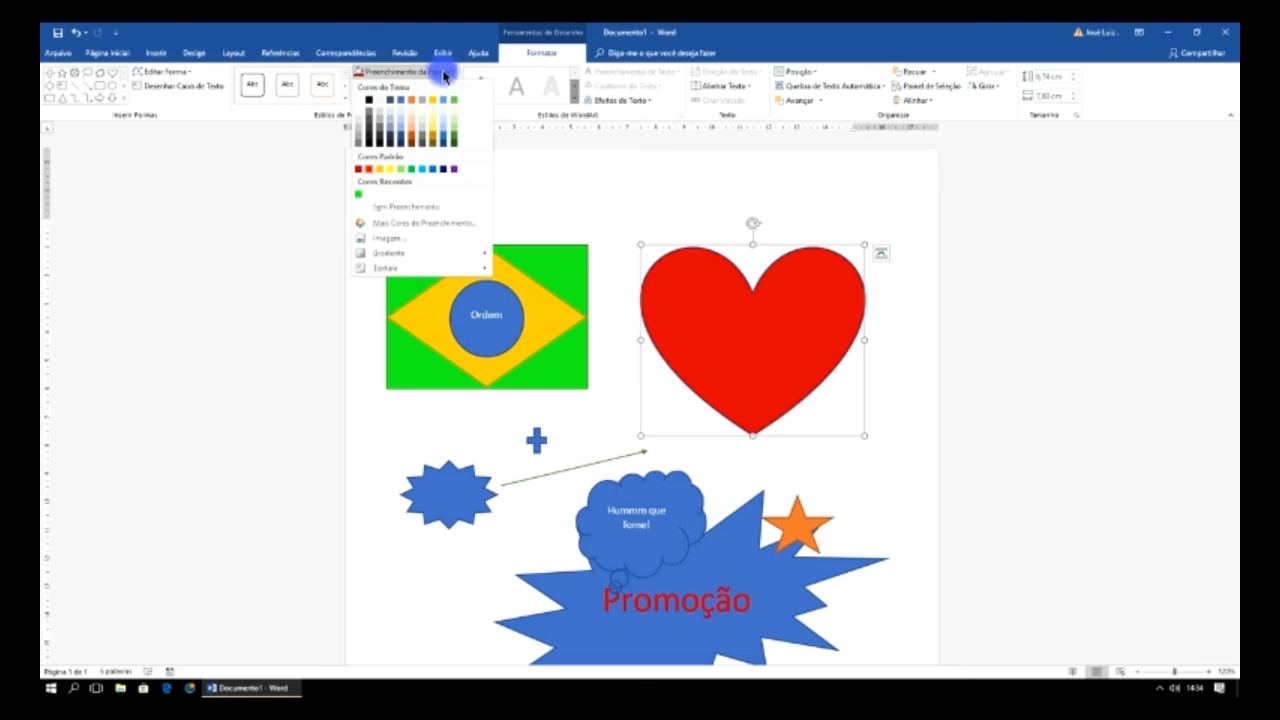 Ferramentas de Desenho
Documento1 - Word
José Luiz .
Arquivo
Página Inicial
Inserir
Design
Layout
Referências
Correspondências
Revisão
Exibir
Ajuda
Formatar
Diga-me o que você deseja fazer
Compartilhar
Editar Forma
Desenhar Caixa de Texto
Inserir Formas
Abc
Abc
Abc
Preenchimento da
Estilos de
A
A
Preenchimento de Texto
Contorno do Texto
Efeitos de Texto
Estilos de WordArt
Direção do Texto
Alinhar Texto
Criar Vínculo
Texto
Posição
Quebra de Texto Automática
Avançar
Recuar
Painel de Seleção
Alinhar
Agrupar
Girar
Organizar
6,74 cm
7,88 cm
Tamanho
Cores do Tema
Cores Padrão
Cores Recentes
Sem Preenchimento
Mais Cores de Preenchimento...
Imagem...
Gradiente
Textura
Ordem
Hummm que
fome!
Promoção
Página 1 de 1
5 palavras
120%
Documento1 - Word
14:34